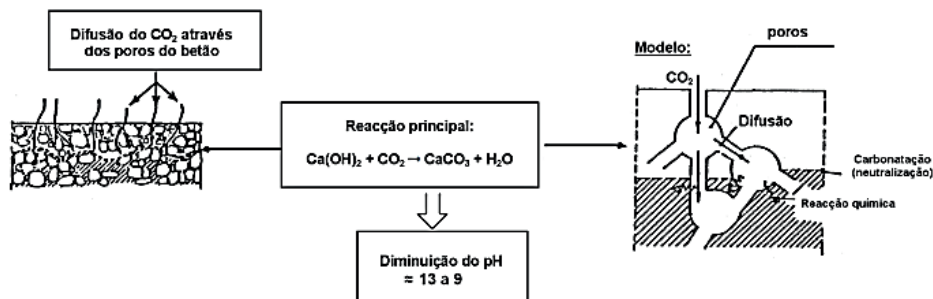 Difusão do CO₂ através
dos poros do betão
Reacção principal:
Ca(OH)₂ + CO₂ → CaCO₃ + H₂O
Diminuição do pH
≈ 13 a 9
Modelo:
poros
CO₂
Difusão
Carbonatação
(neutralização)
Reacção química